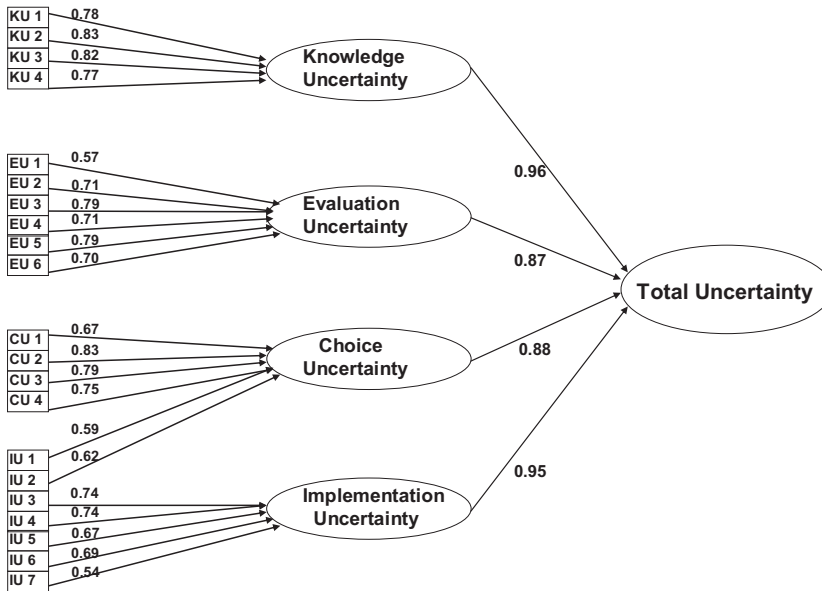 KU 1
0.78
KU 2
0.83
KU 3
0.82
KU 4
0.77
Knowledge
Uncertainty
EU 1
0.57
EU 2
0.71
EU 3
0.79
EU 4
0.71
EU 5
0.79
EU 6
0.70
Evaluation
Uncertainty
0.96
0.87
Total Uncertainty
CU 1
0.67
CU 2
0.83
CU 3
0.79
CU 4
0.75
Choice
Uncertainty
0.88
0.59
IU 1
0.62
IU 2
IU 3
0.74
IU 4
0.74
IU 5
0.67
IU 6
0.69
IU 7
0.54
Implementation
Uncertainty
0.95